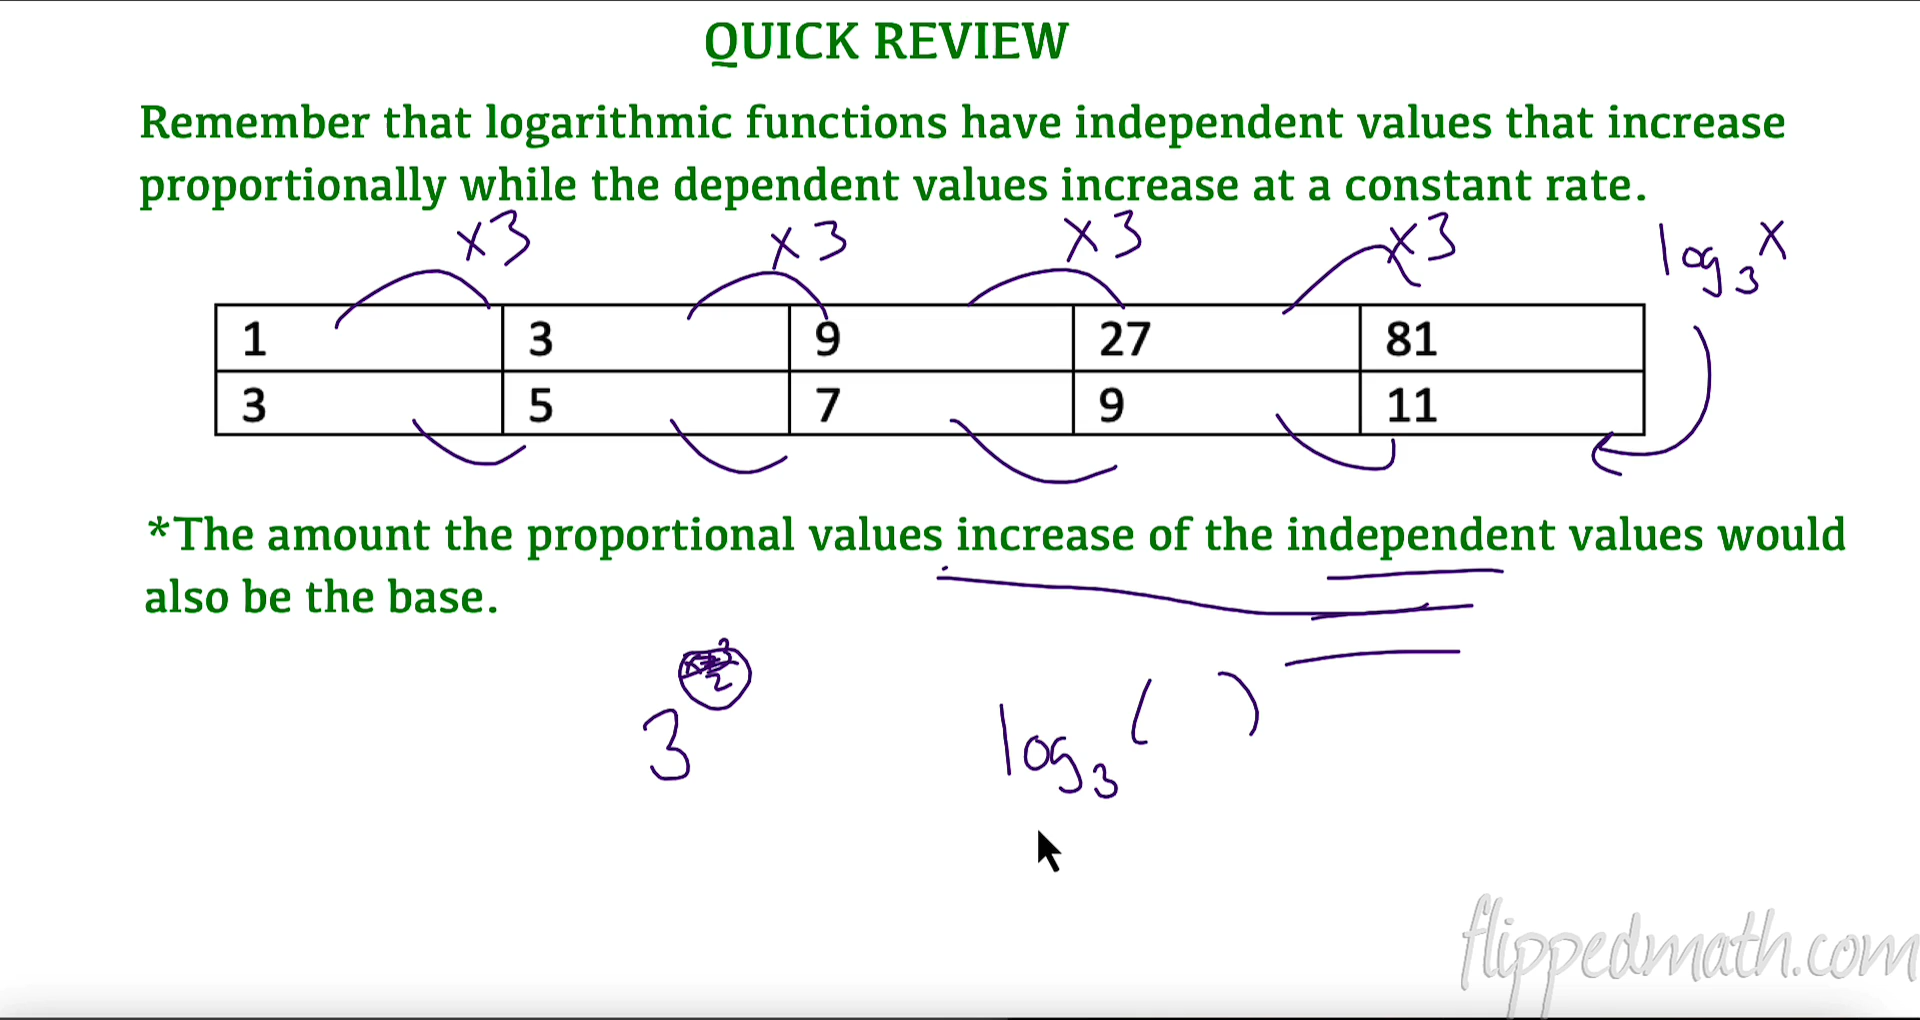 QUICK REVIEW
Remember that logarithmic functions have independent values that increase
proportionally while the dependent values increase at a constant rate.
x3 x3 x3 x3 log₃x
1 3 9 27 81
3 5 7 9 11
*The amount the proportional values increase of the independent values would
also be the base.
2
3 log₃( )
flippedmath.com